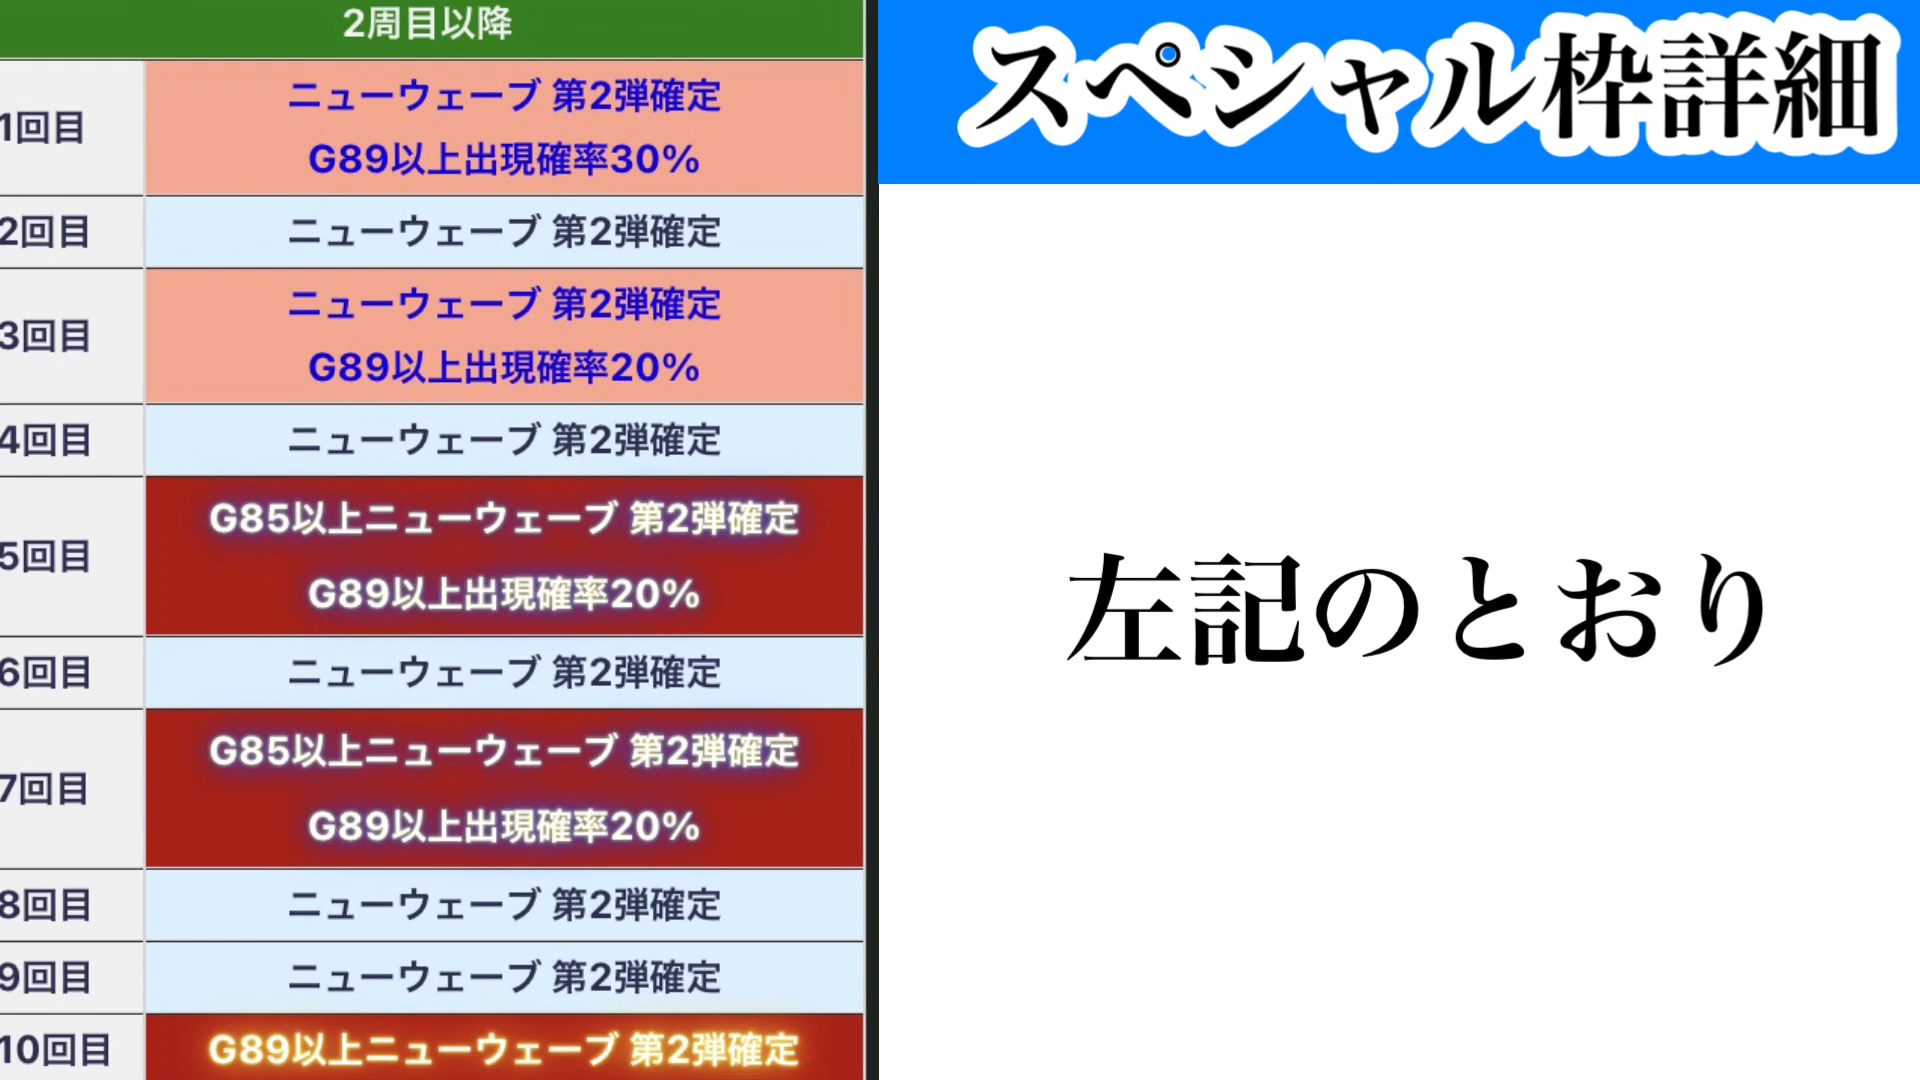 2周目以降
1回目
ニューウェーブ 第2弾確定
G89以上出現確率30%
2回目
ニューウェーブ 第2弾確定
3回目
ニューウェーブ 第2弾確定
G89以上出現確率20%
4回目
ニューウェーブ 第2弾確定
5回目
G85以上ニューウェーブ 第2弾確定
G89以上出現確率20%
6回目
ニューウェーブ 第2弾確定
7回目
G85以上ニューウェーブ 第2弾確定
G89以上出現確率20%
8回目
ニューウェーブ 第2弾確定
9回目
ニューウェーブ 第2弾確定
10回目
G89以上ニューウェーブ 第2弾確定
スペシャル枠詳細
左記のとおり